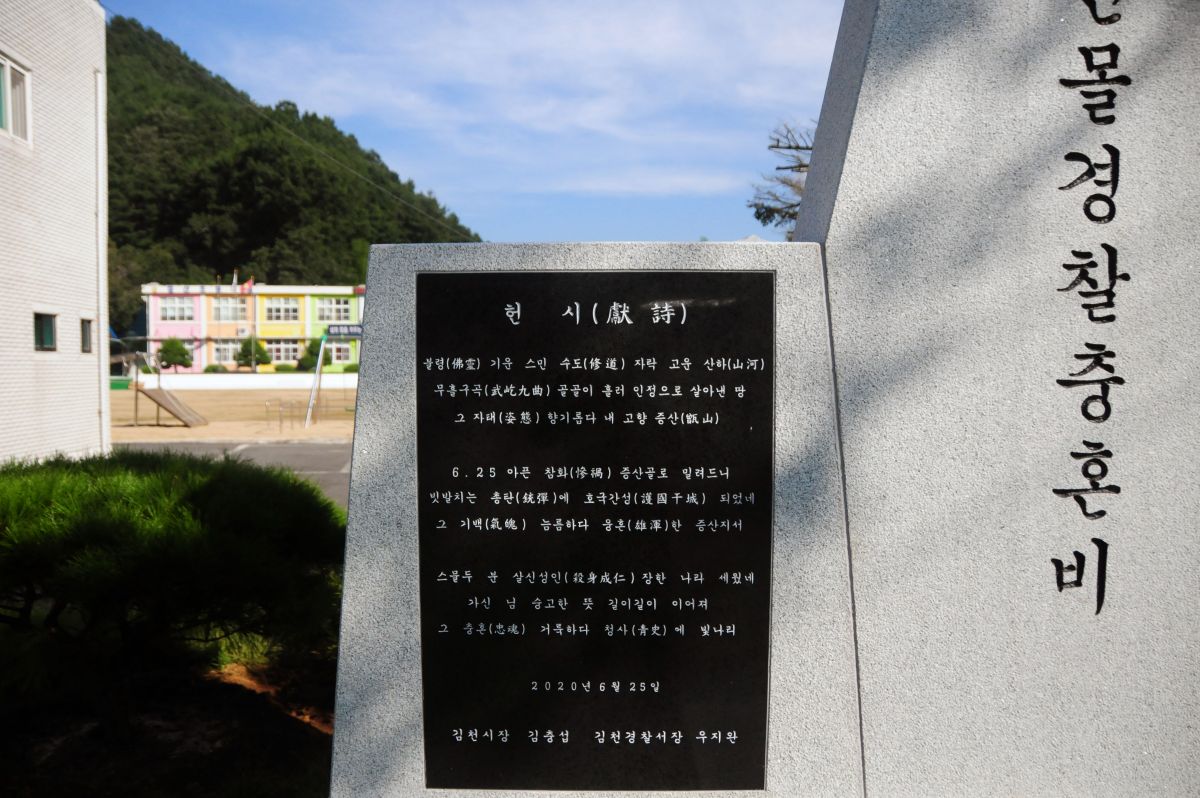 헌 시(獻 詩)
불령(佛靈) 기운 스민 수도(修道) 자락 고운 산하(山河)
무흘구곡(武屹九曲) 골골이 흘러 인정으로 살아낸 땅
그 자태(姿態) 향기롭다 내 고향 증산(甑山)
6.25 아픈 참화(慘禍) 증산골로 밀려드니
빗발치는 총탄(銃彈)에 호국간성(護國干城) 되었네
그 기백(氣魄) 늠름하다 웅혼(雄渾)한 증산지서
스물두 분 살신성인(殺身成仁) 장한 나라 세웠네
가신 님 숭고한 뜻 길이길이 이어져
그 충혼(忠魂) 거룩하다 청사(靑史)에 빛나리
2020년 6월 25일
김천시장 김충섭 김천경찰서장 우지완
몰경찰충혼비